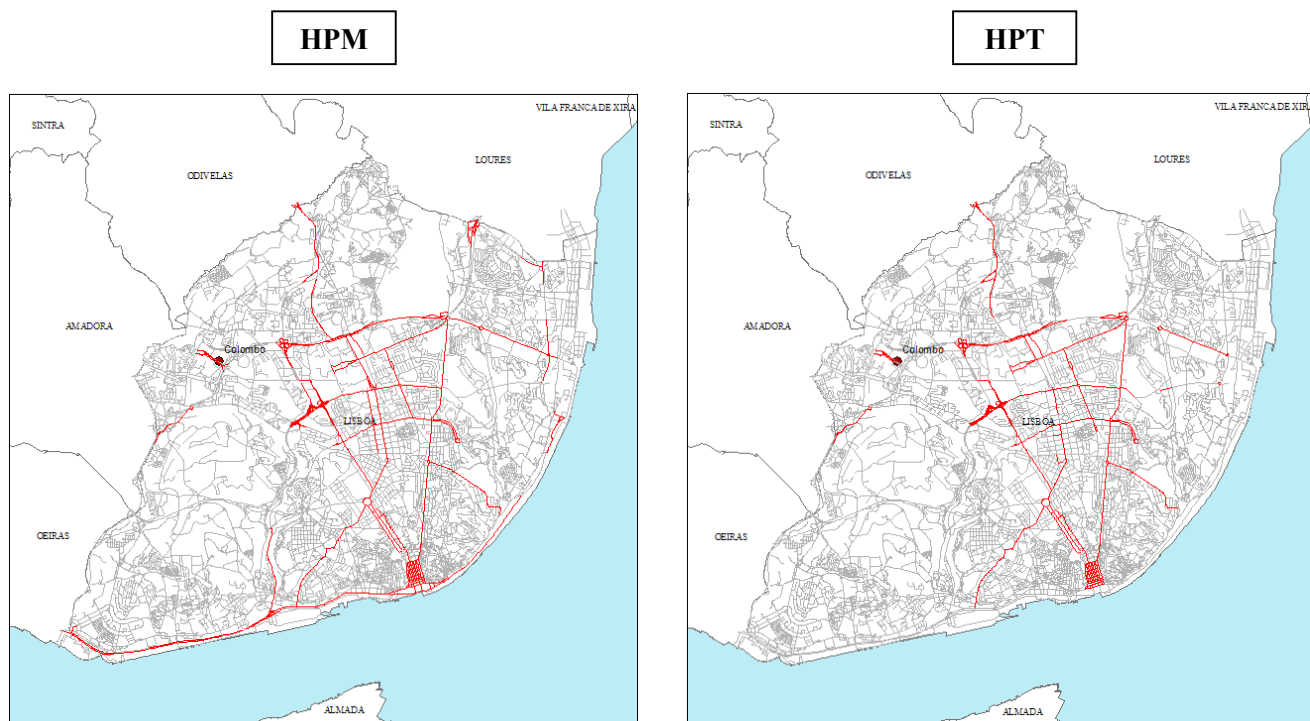 HPM
HPT
VILA FRANCA DE XIRA
SINTRA
LOURES
ODIVELAS
AMADORA
Colombo
LISBOA
OEIRAS
ALMADA
VILA FRANCA DE XIRA
SINTRA
LOURES
ODIVELAS
AMADORA
Colombo
LISBOA
OEIRAS
ALMADA